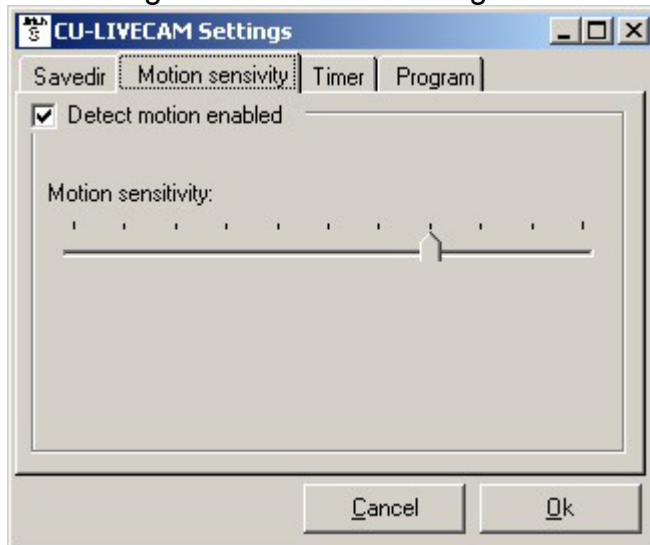 CU-LIVECAM Settings
Savedir Motion sensivity Timer Program
Detect motion enabled
Motion sensitivity:
Cancel Ok